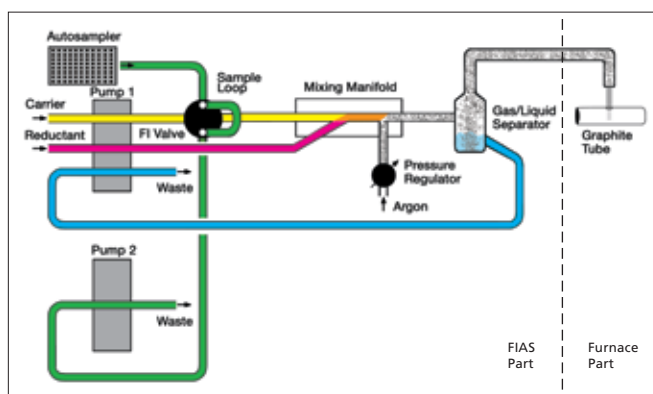 Autosampler
Pump 1
Sample
Loop
Mixing Manifold
Carrier
FI Valve
Gas/Liquid
Separator
Reductant
Graphite
Tube
Waste
Pressure
Regulator
Argon
Pump 2
Waste
FIAS
Part
Furnace
Part